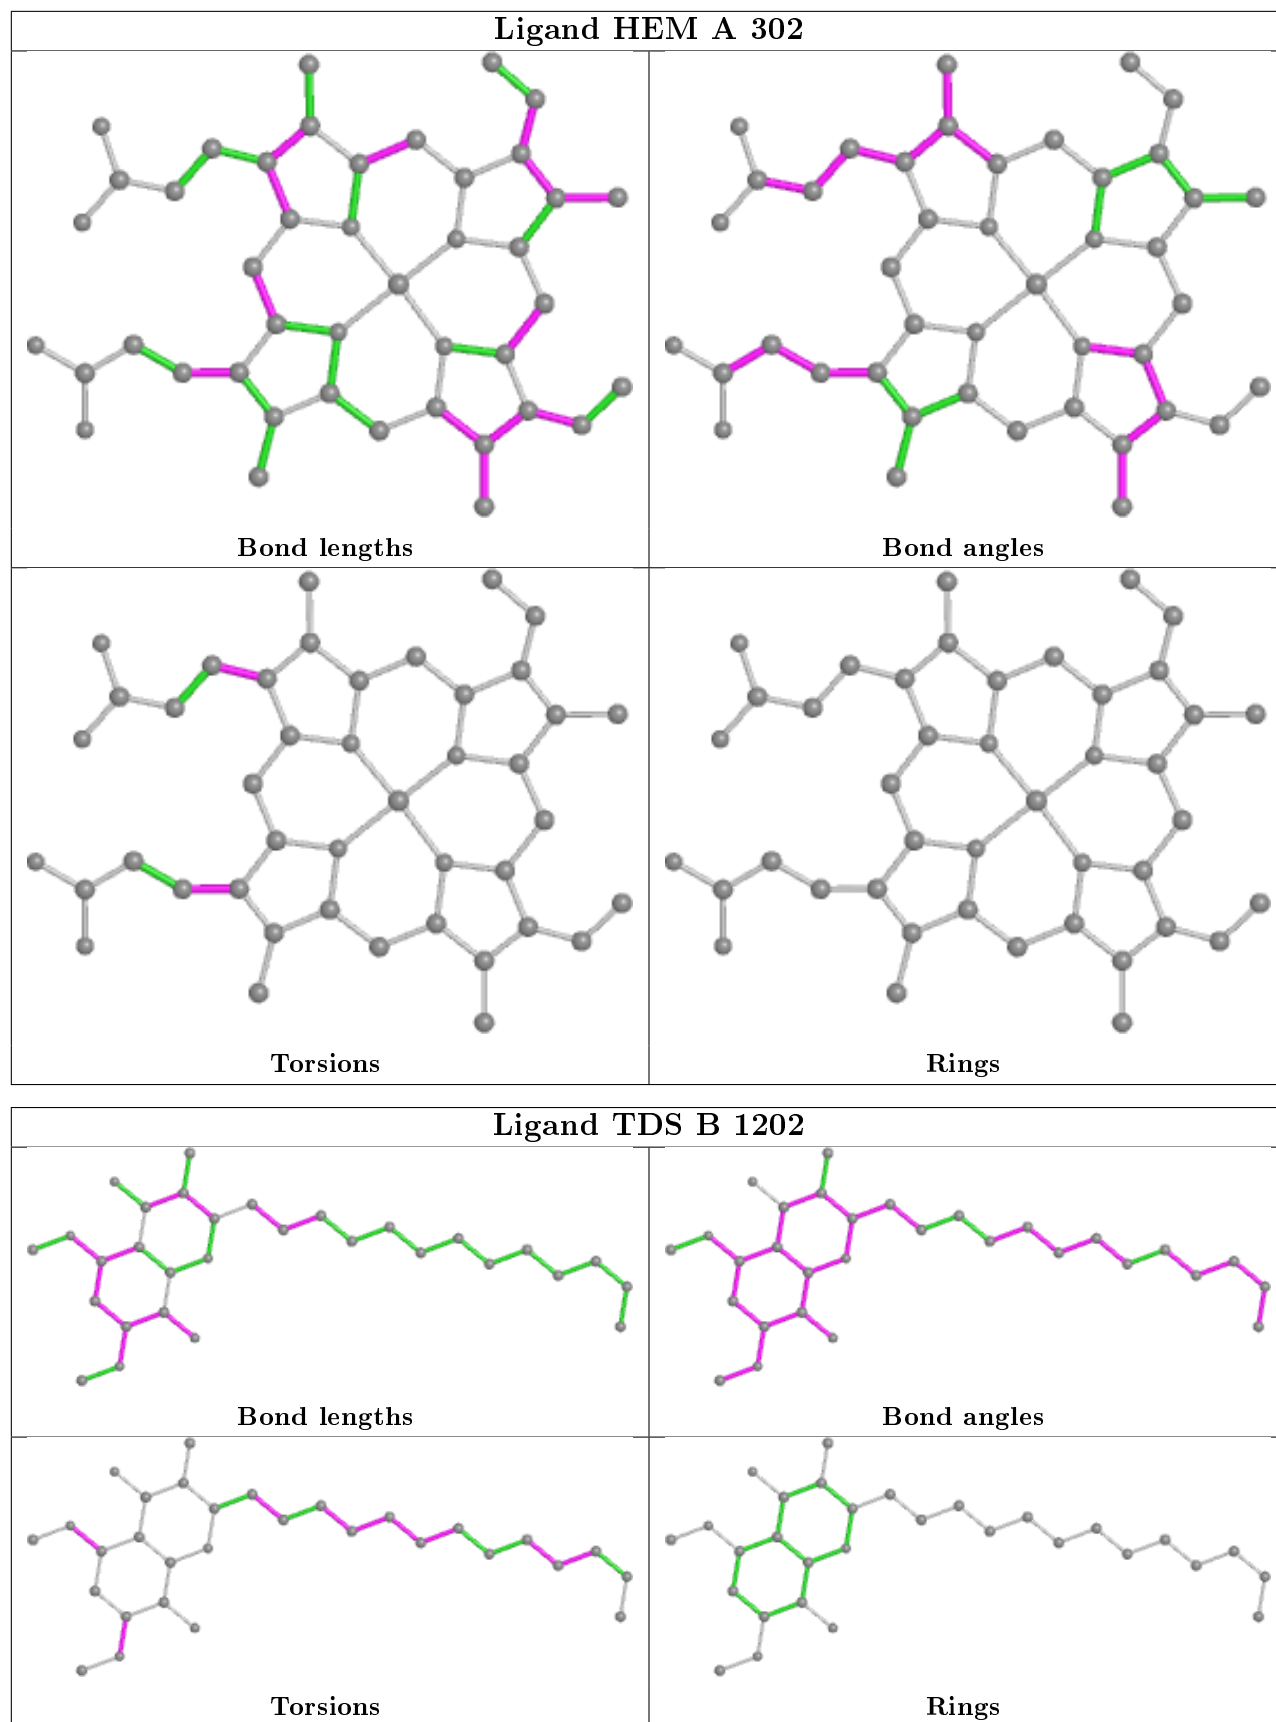 Ligand HEM A 302
Bond lengths
Bond angles
Torsions
Rings
Ligand TDS B 1202
Bond lengths
Bond angles
Torsions
Rings